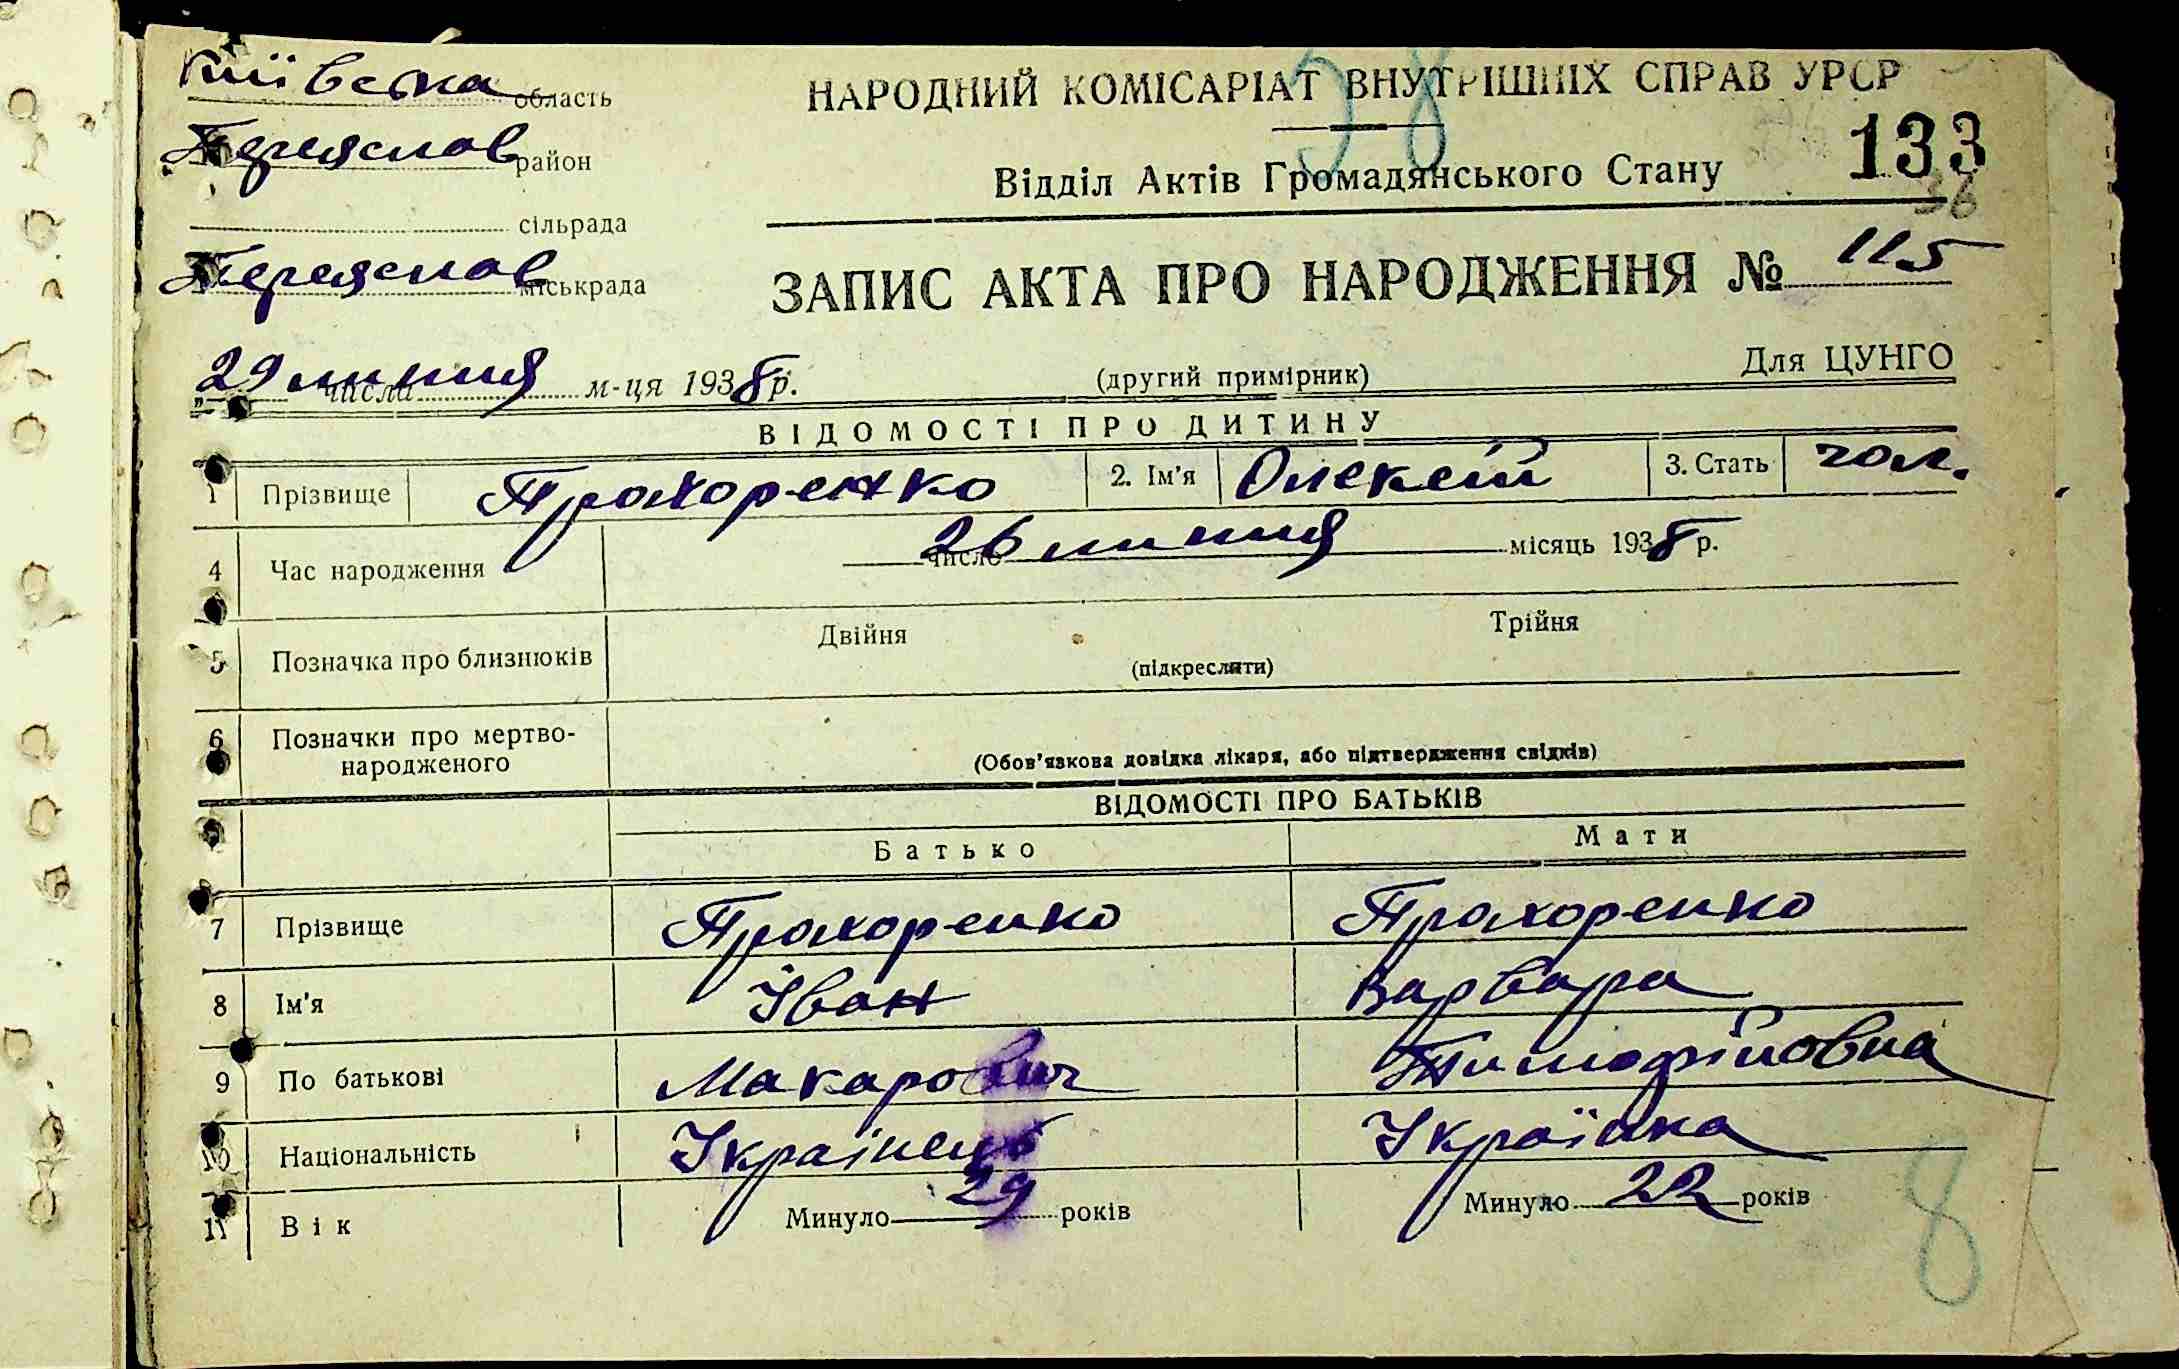 Київська область
НАРОДНИЙ КОМІСАРІАТ ВНУТРІШНІХ СПРАВ УРСР
38
Переяслав район
133
Відділ Актів Громадянського Стану
36
сільрада
Переяслав міськрада
ЗАПИС АКТА ПРО НАРОДЖЕННЯ № 115
„29 числа липня м-ця 1938 р.
(другий примірник)
Для ЦУНГО
ВІДОМОСТІ ПРО ДИТИНУ
1 Прізвище Прохоренко 2. Ім'я Олексій 3. Стать чол.
4 Час народження 26 число липня місяць 1938 р.
5 Позначка про близнюків Двійня Трійня
(підкреслити)
6 Позначки про мертво-
народженого
(Обов'язкова довідка лікаря, або підтвердження свідків)
ВІДОМОСТІ ПРО БАТЬКІВ
Батько Мати
7 Прізвище Прохоренко Прохоренко
8 Ім'я Іван Варвара
9 По батькові Макарович Тимофіївовна
10 Національність Українець Українка
11 Вік Минуло 29 років Минуло 22 років
8